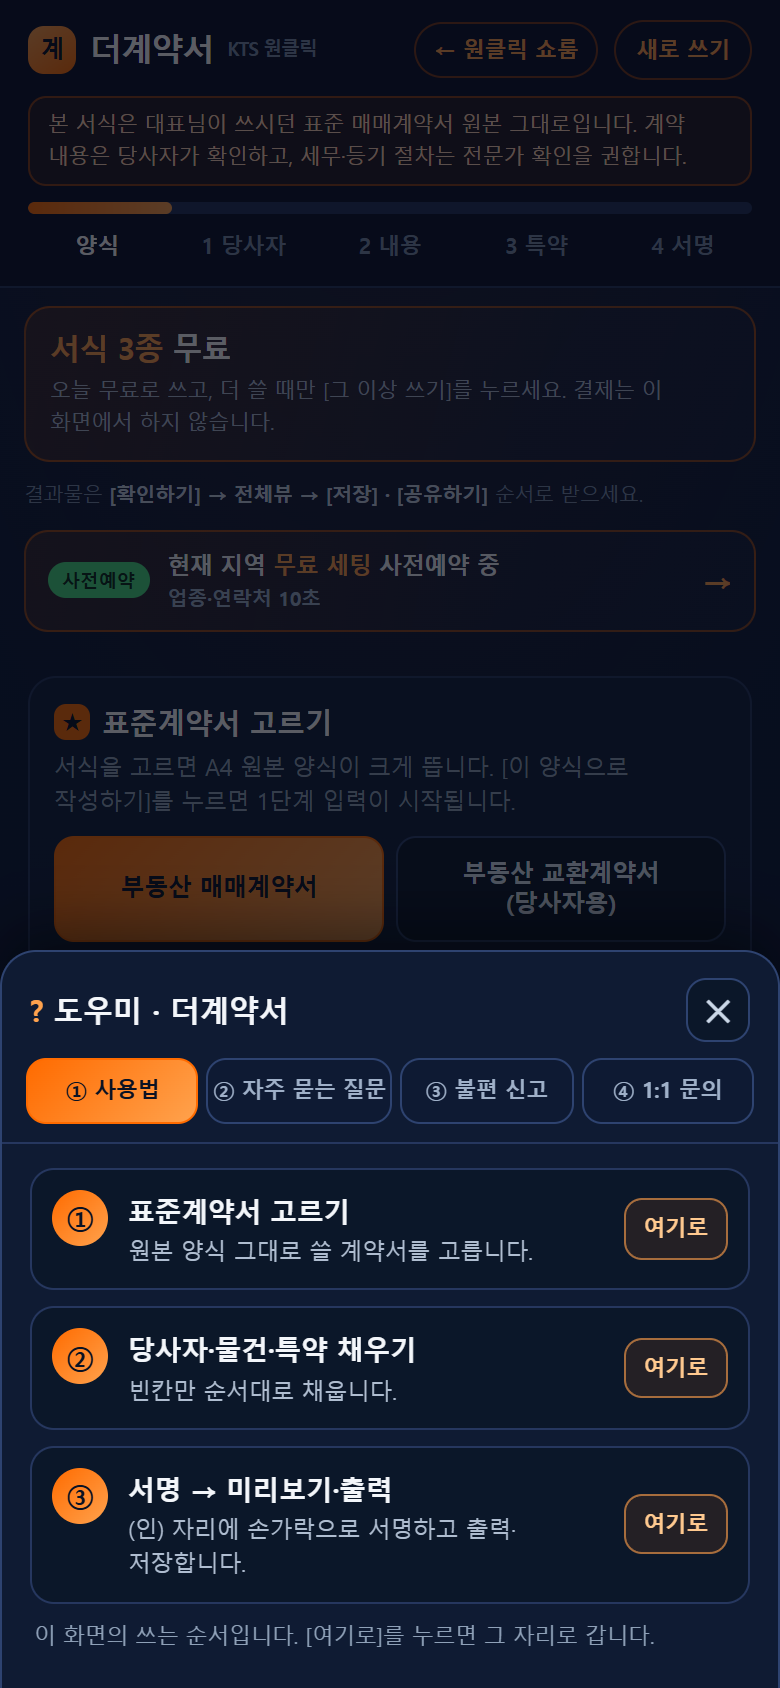 계 더계약서 KTS 원클릭 ← 원클릭 쇼룸 새로 쓰기
본 서식은 대표님이 쓰시던 표준 매매계약서 원본 그대로입니다. 계약
내용은 당사자가 확인하고, 세무·등기 절차는 전문가 확인을 권합니다.
양식 1 당사자 2 내용 3 특약 4 서명
서식 3종 무료
오늘 무료로 쓰고, 더 쓸 때만 [그 이상 쓰기]를 누르세요. 결제는 이
화면에서 하지 않습니다.
결과물은 [확인하기] → 전체뷰 → [저장] · [공유하기] 순서로 받으세요.
사전예약 현재 지역 무료 세팅 사전예약 중 →
업종·연락처 10초
★ 표준계약서 고르기
서식을 고르면 A4 원본 양식이 크게 뜹니다. [이 양식으로
작성하기]를 누르면 1단계 입력이 시작됩니다.
부동산 매매계약서
부동산 교환계약서
(당사자용)
? 도우미 · 더계약서 ×
① 사용법 ② 자주 묻는 질문 ③ 불편 신고 ④ 1:1 문의
① 표준계약서 고르기
원본 양식 그대로 쓸 계약서를 고릅니다.
여기로
② 당사자·물건·특약 채우기
빈칸만 순서대로 채웁니다.
여기로
③ 서명 → 미리보기·출력
(인) 자리에 손가락으로 서명하고 출력·
저장합니다.
여기로
이 화면의 쓰는 순서입니다. [여기로]를 누르면 그 자리로 갑니다.